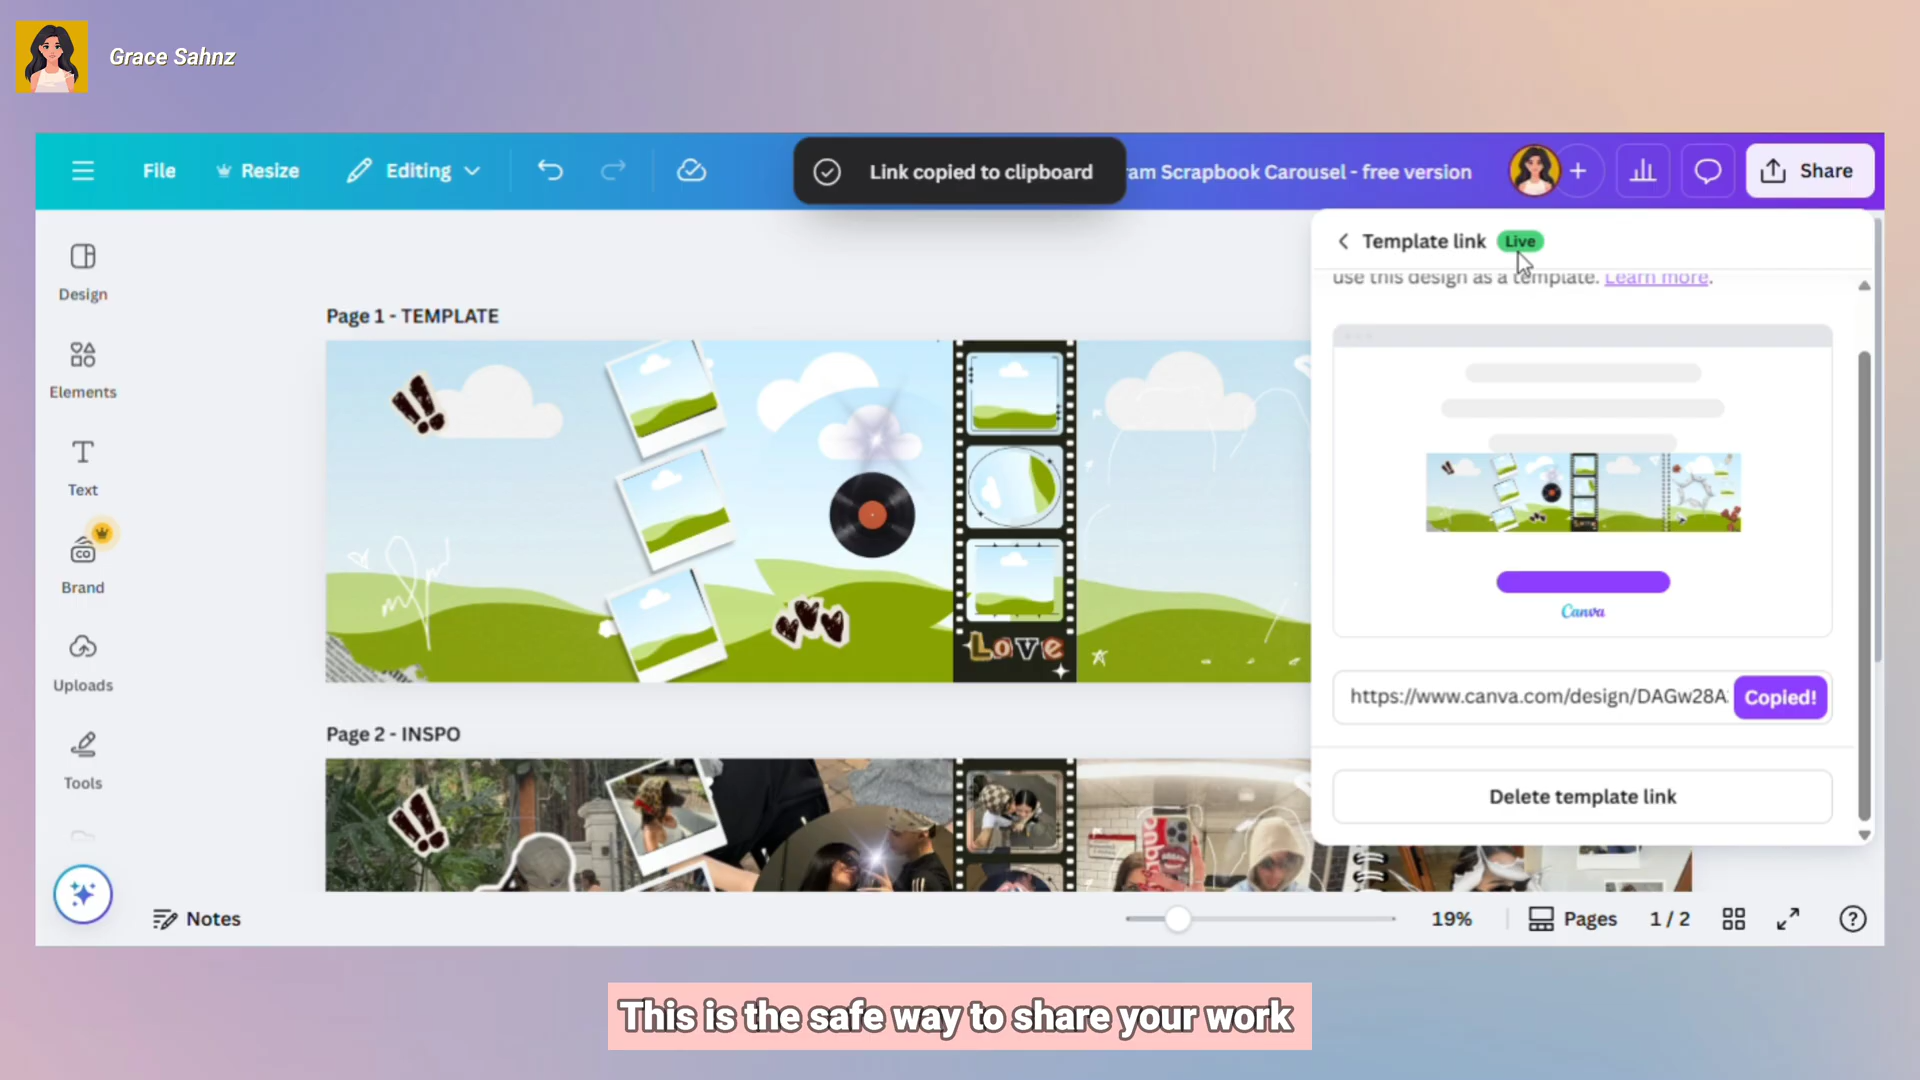 Grace Sahnz
File
Resize
Editing
Link copied to clipboard
am Scrapbook Carousel - free version
Share
Design
Elements
Text
Brand
Uploads
Tools
Notes
Page 1 - TEMPLATE
LOVE
Page 2 - INSPO
Template link
Live
use this design as a template. Learn more.
Canva
https://www.canva.com/design/DAGw28A
Copied!
Delete template link
19%
Pages
1 / 2
This is the safe way to share your work